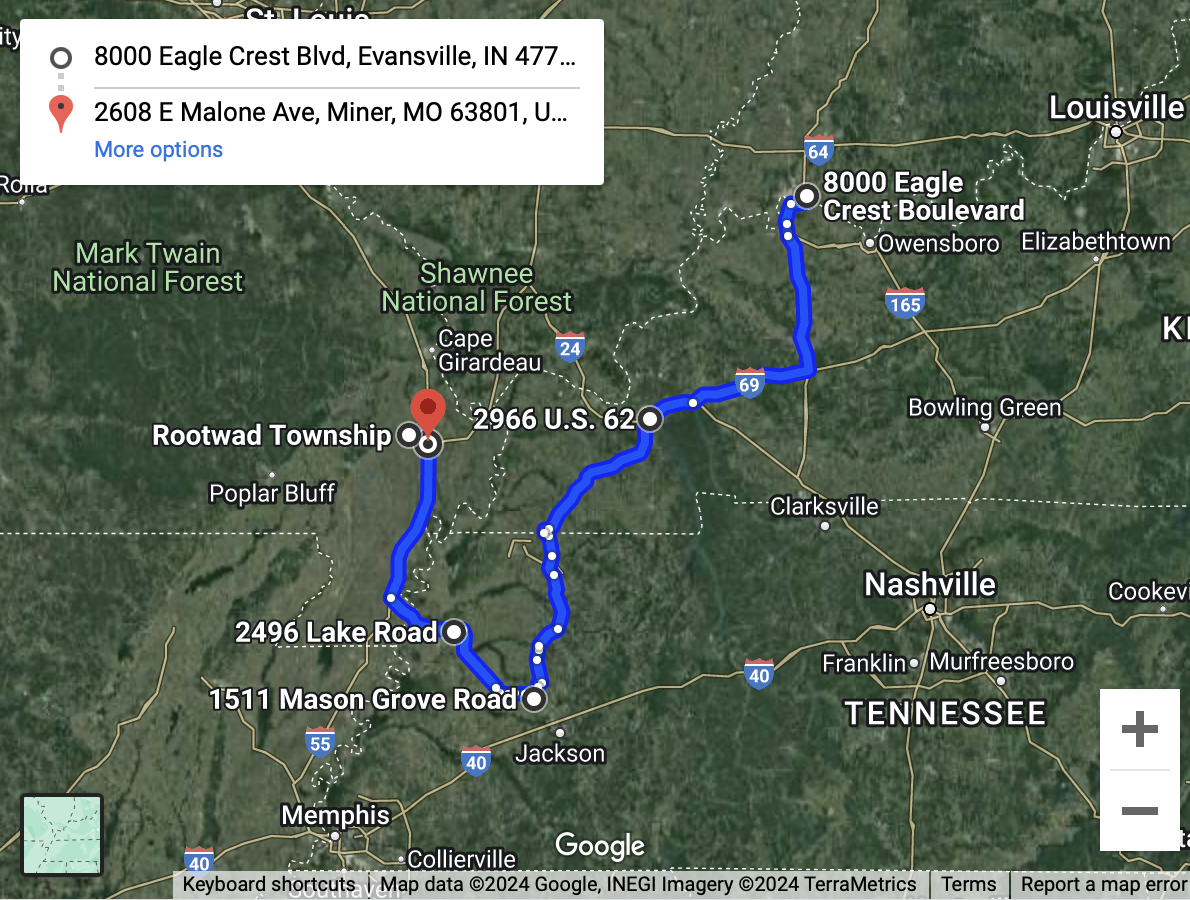 St. Louis
8000 Eagle Crest Blvd, Evansville, IN 477...
2608 E Malone Ave, Miner, MO 63801, U...
More options
Louisville
64
Rolla
8000 Eagle
Crest Boulevard
Owensboro
Elizabethtown
Mark Twain
National Forest
Shawnee
National Forest
165
Cape
Girardeau
24
69
2966 U.S. 62
Bowling Green
Rootwad Township
Poplar Bluff
Clarksville
Nashville
2496 Lake Road
Franklin
Murfreesboro
40
1511 Mason Grove Road
TENNESSEE
55
40
Jackson
Memphis
Google
40
Collierville
Southaven
Keyboard shortcuts
Map data ©2024 Google, INEGI Imagery ©2024 TerraMetrics
Terms
Report a map error